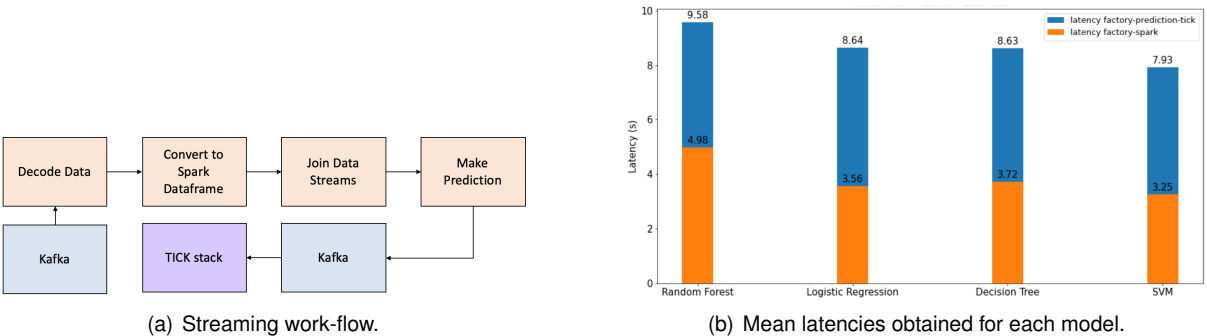 Decode Data
Convert to
Spark
Dataframe
Join Data
Streams
Make
Prediction
Kafka
TICK stack
Kafka
(a) Streaming work-flow.
latency factory-prediction-tick
latency factory-spark
Latency (s)
10
8
6
4
2
0
9.58
8.64
8.63
7.93
4.98
3.56
3.72
3.25
Random Forest
Logistic Regression
Decision Tree
SVM
(b) Mean latencies obtained for each model.